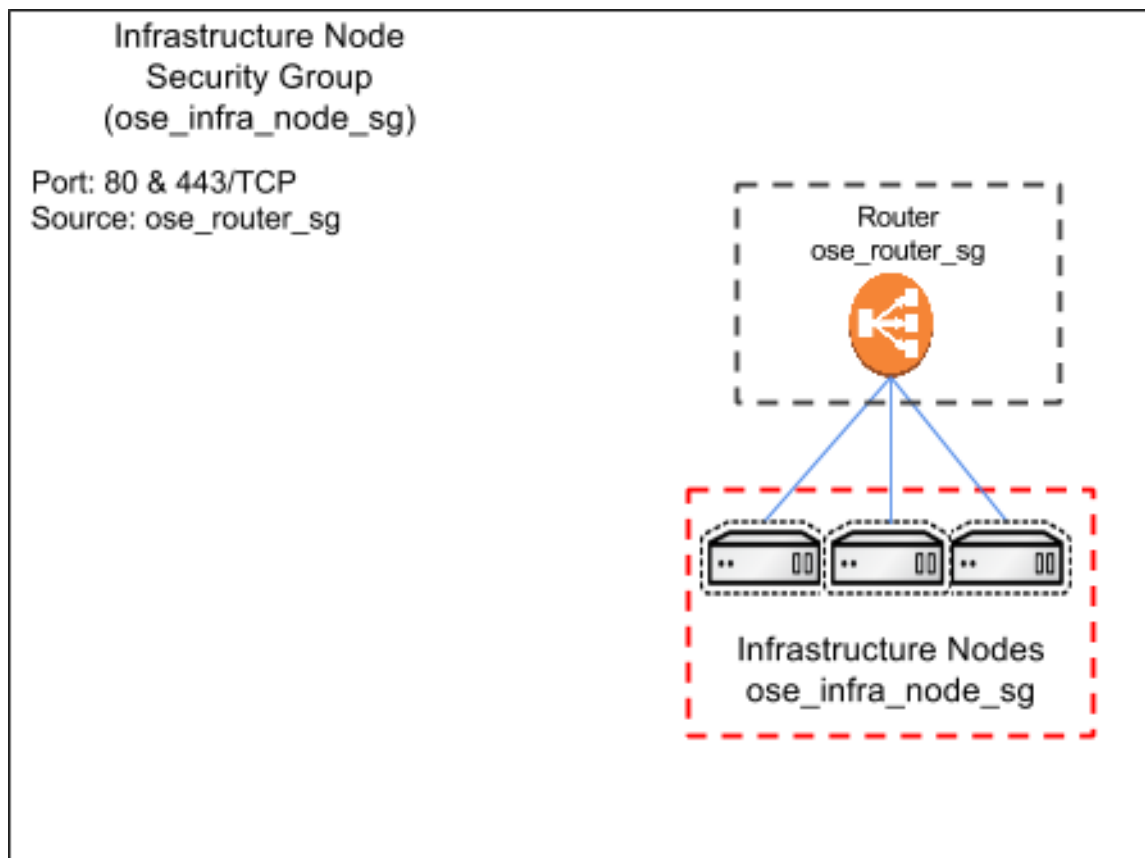 Infrastructure Node
Security Group
(ose_infra_node_sg)
Port: 80 & 443/TCP
Source: ose_router_sg
Router
ose_router_sg
Infrastructure Nodes
ose_infra_node_sg